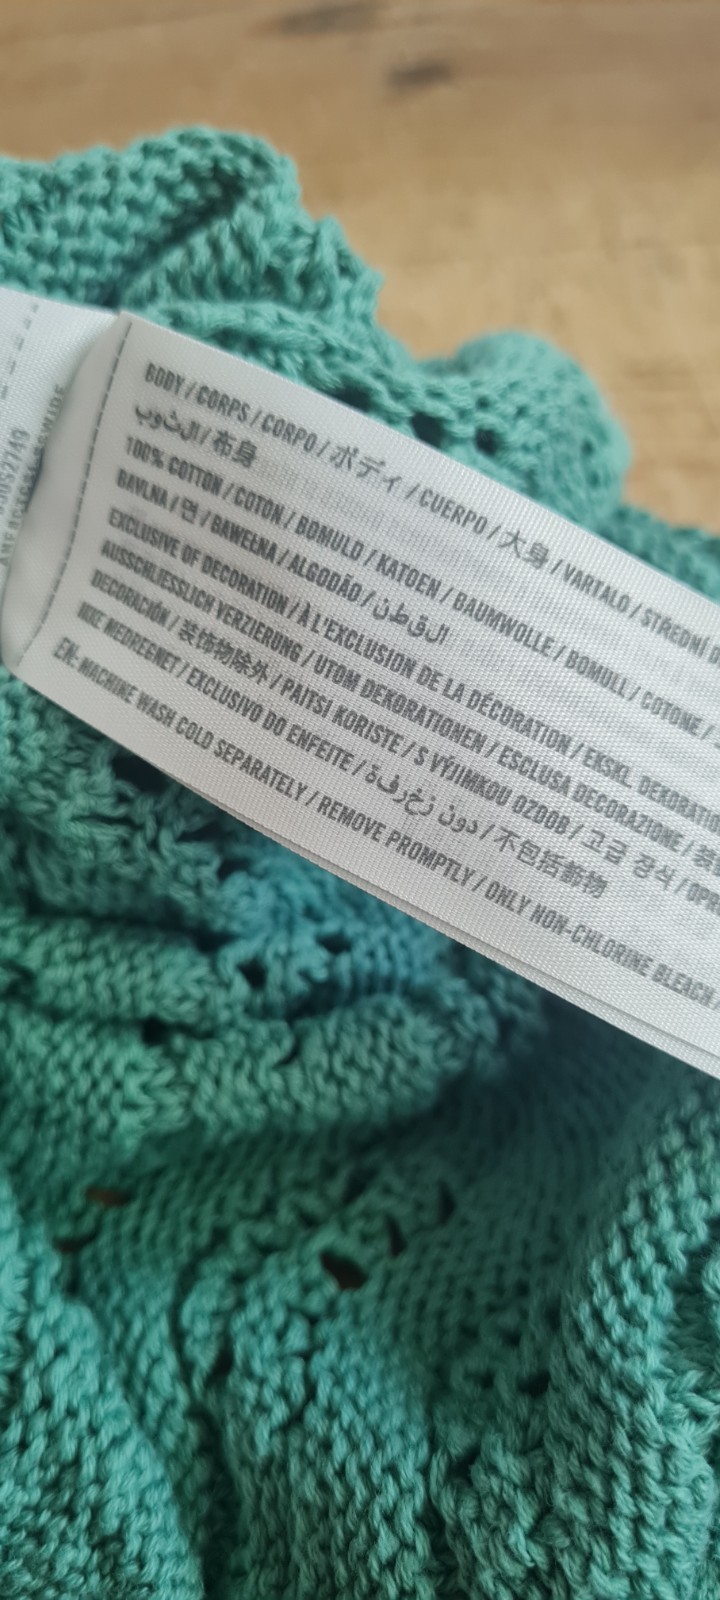 BODY / CORPS / CORPO / ボディ / CUERPO / 大身 / VARTALO / STŘEDNÍ
الثوب / 布身
100% COTTON / COTON / BOMULD / KATOEN / BAUMWOLLE / BOMULL / COTONE /
BAVLNA / 면 / BAWEŁNA / ALGODÃO / القطن
EXCLUSIVE OF DECORATION / À L'EXCLUSION DE LA DÉCORATION / EKSKL. DEKORATIO
AUSSCHLIESSLICH VERZIERUNG / UTOM DEKORATIONEN / ESCLUSA DECORAZIONE /
DECORACIÓN / 装饰物除外 / PAITSI KORISTE / S VÝJIMKOU OZDOB / 고급 장식 / OPR
IKKE MEDREGNET / EXCLUSIVO DO ENFEITE / دون زخرفة / 不包括飾物
EN: MACHINE WASH COLD SEPARATELY / REMOVE PROMPTLY / ONLY NON-CHLORINE BLEACH